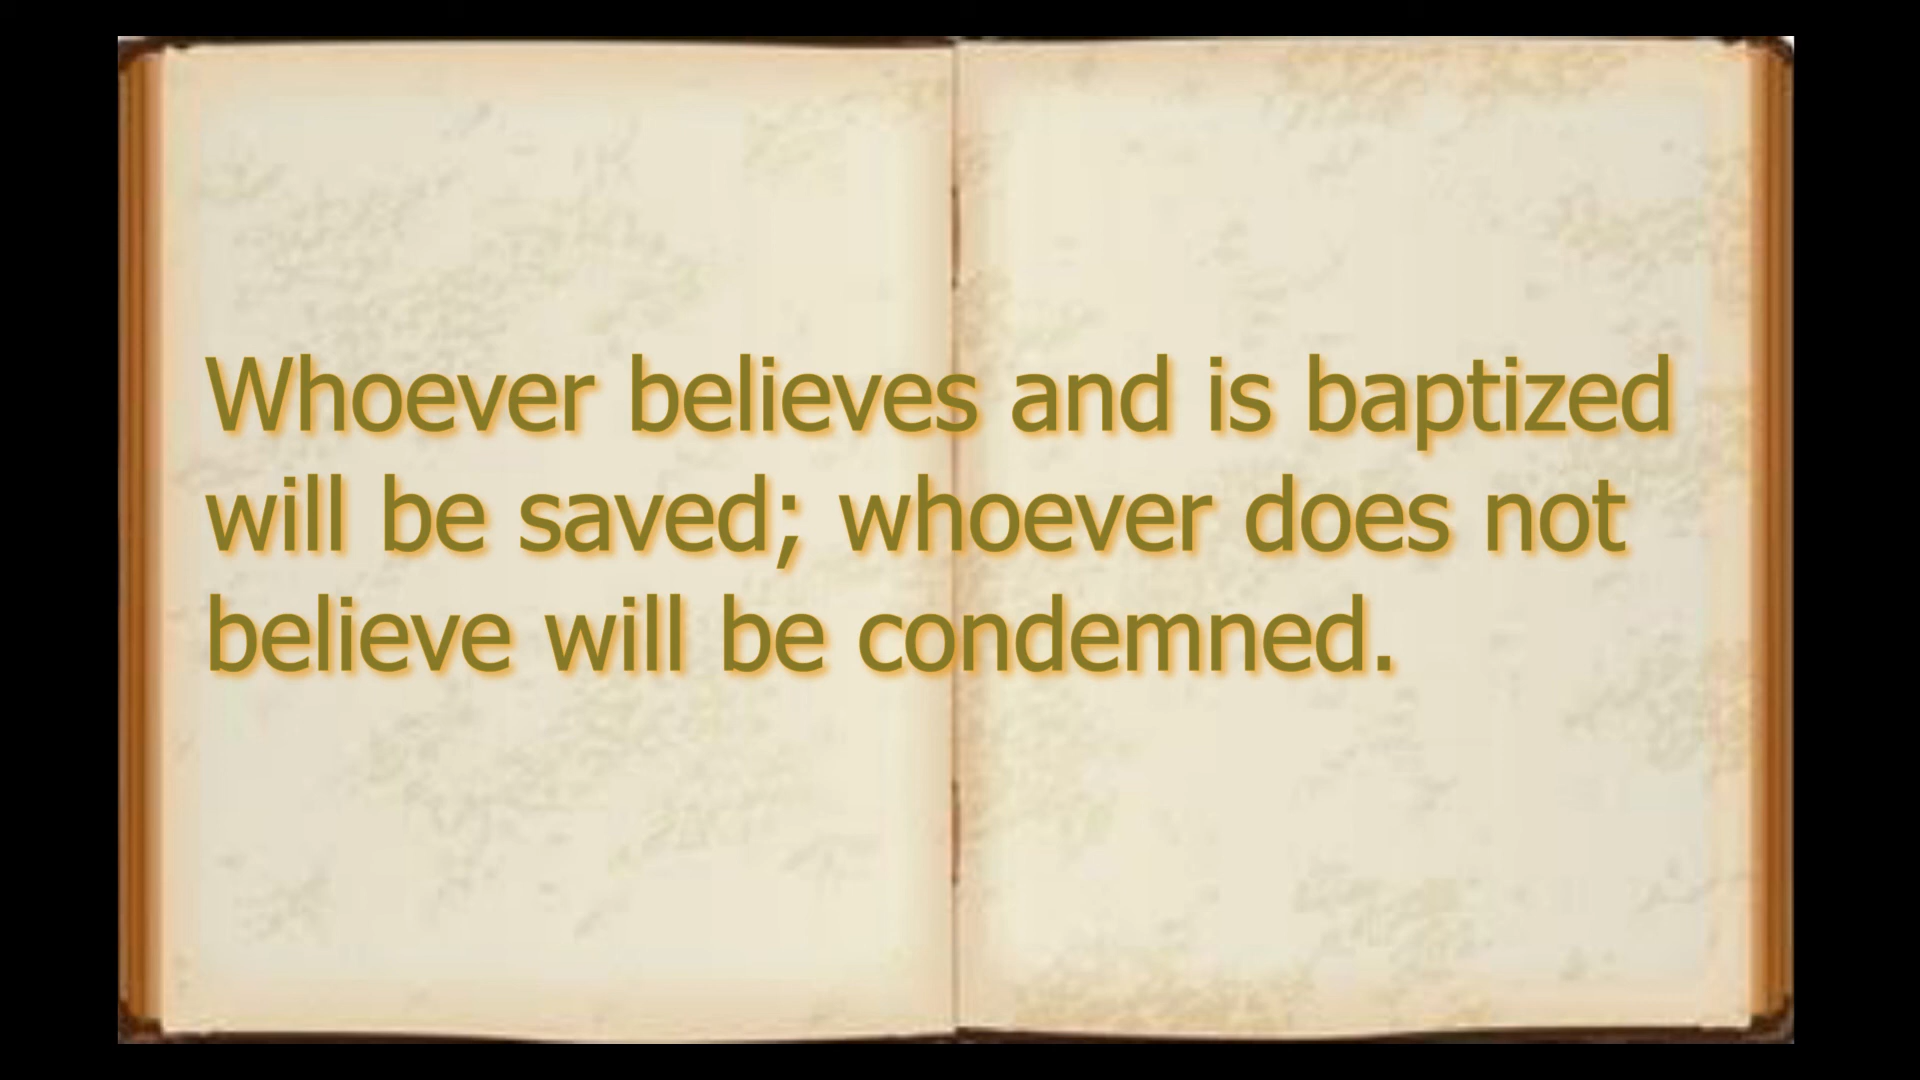 Whoever believes and is baptized
will be saved; whoever does not
believe will be condemned.